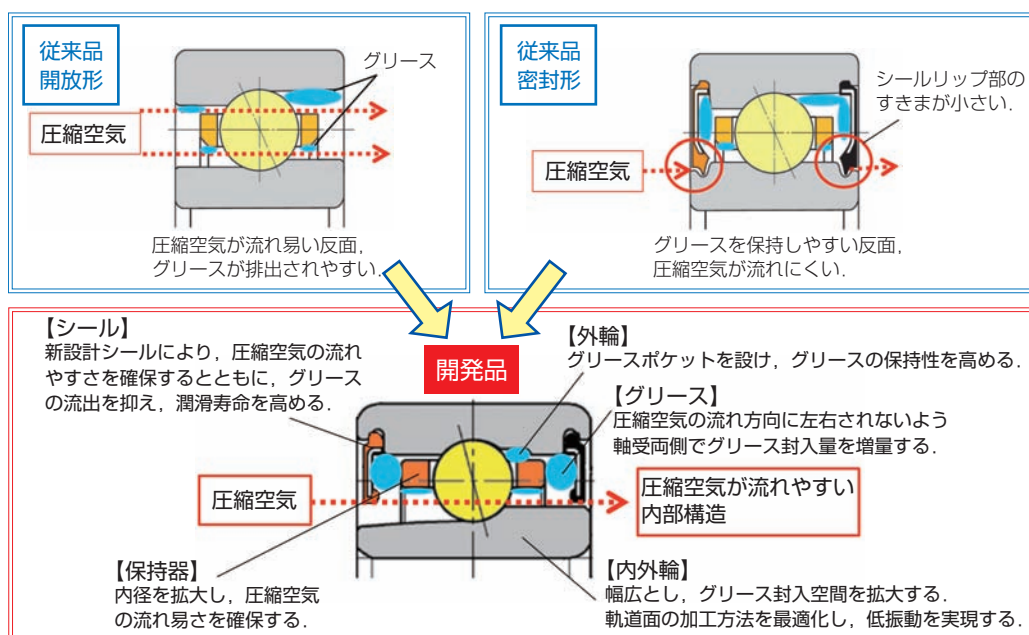 従来品
開放形
グリース
圧縮空気
圧縮空気が流れ易い反面,
グリースが排出されやすい.
従来品
密封形
シールリップ部の
すきまが小さい.
圧縮空気
グリースを保持しやすい反面,
圧縮空気が流れにくい.
開発品
【シール】
新設計シールにより, 圧縮空気の流れ
やすさを確保するとともに, グリース
の流出を抑え, 潤滑寿命を高める.
【外輪】
グリースポケットを設け, グリースの保持性を高める.
【グリース】
圧縮空気の流れ方向に左右されないよう
軸受両側でグリース封入量を増量する.
圧縮空気
圧縮空気が流れやすい
内部構造
【保持器】
内径を拡大し, 圧縮空気
の流れ易さを確保する.
【内外輪】
幅広とし, グリース封入空間を拡大する.
軌道面の加工方法を最適化し, 低振動を実現する.